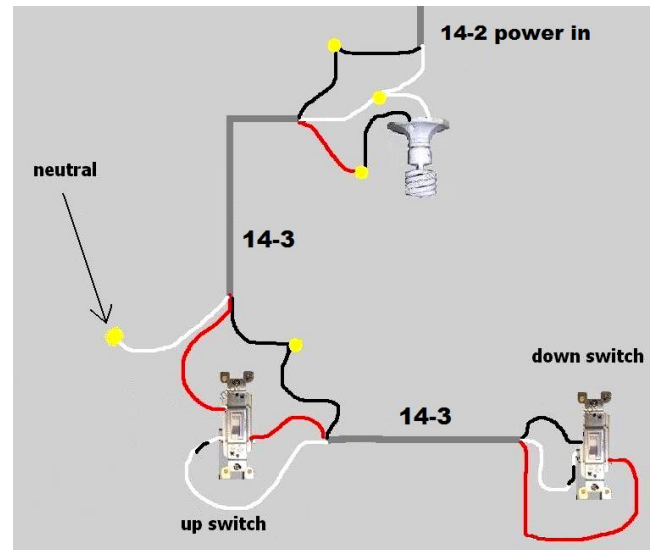 14-2 power in
neutral
14-3
down switch
14-3
up switch